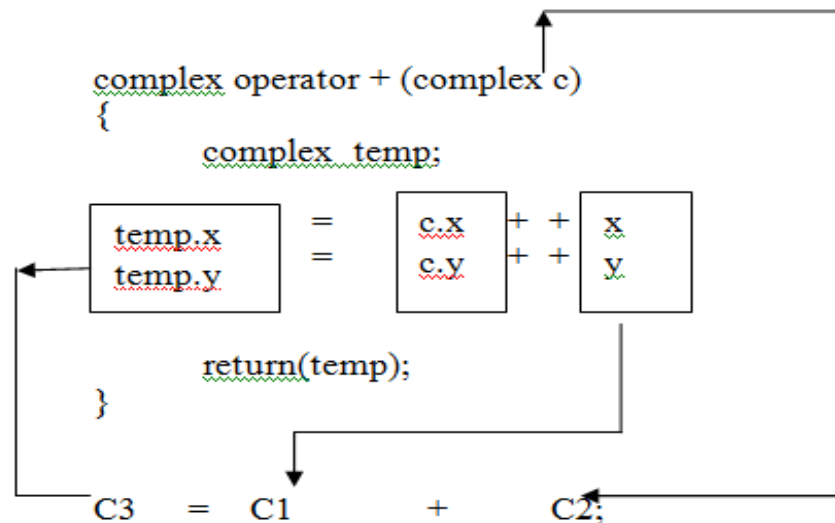 complex operator + (complex c)
{
complex temp;
temp.x = c.x + + x
temp.y = c.y + + y
return(temp);
}
C3 = C1 + C2;